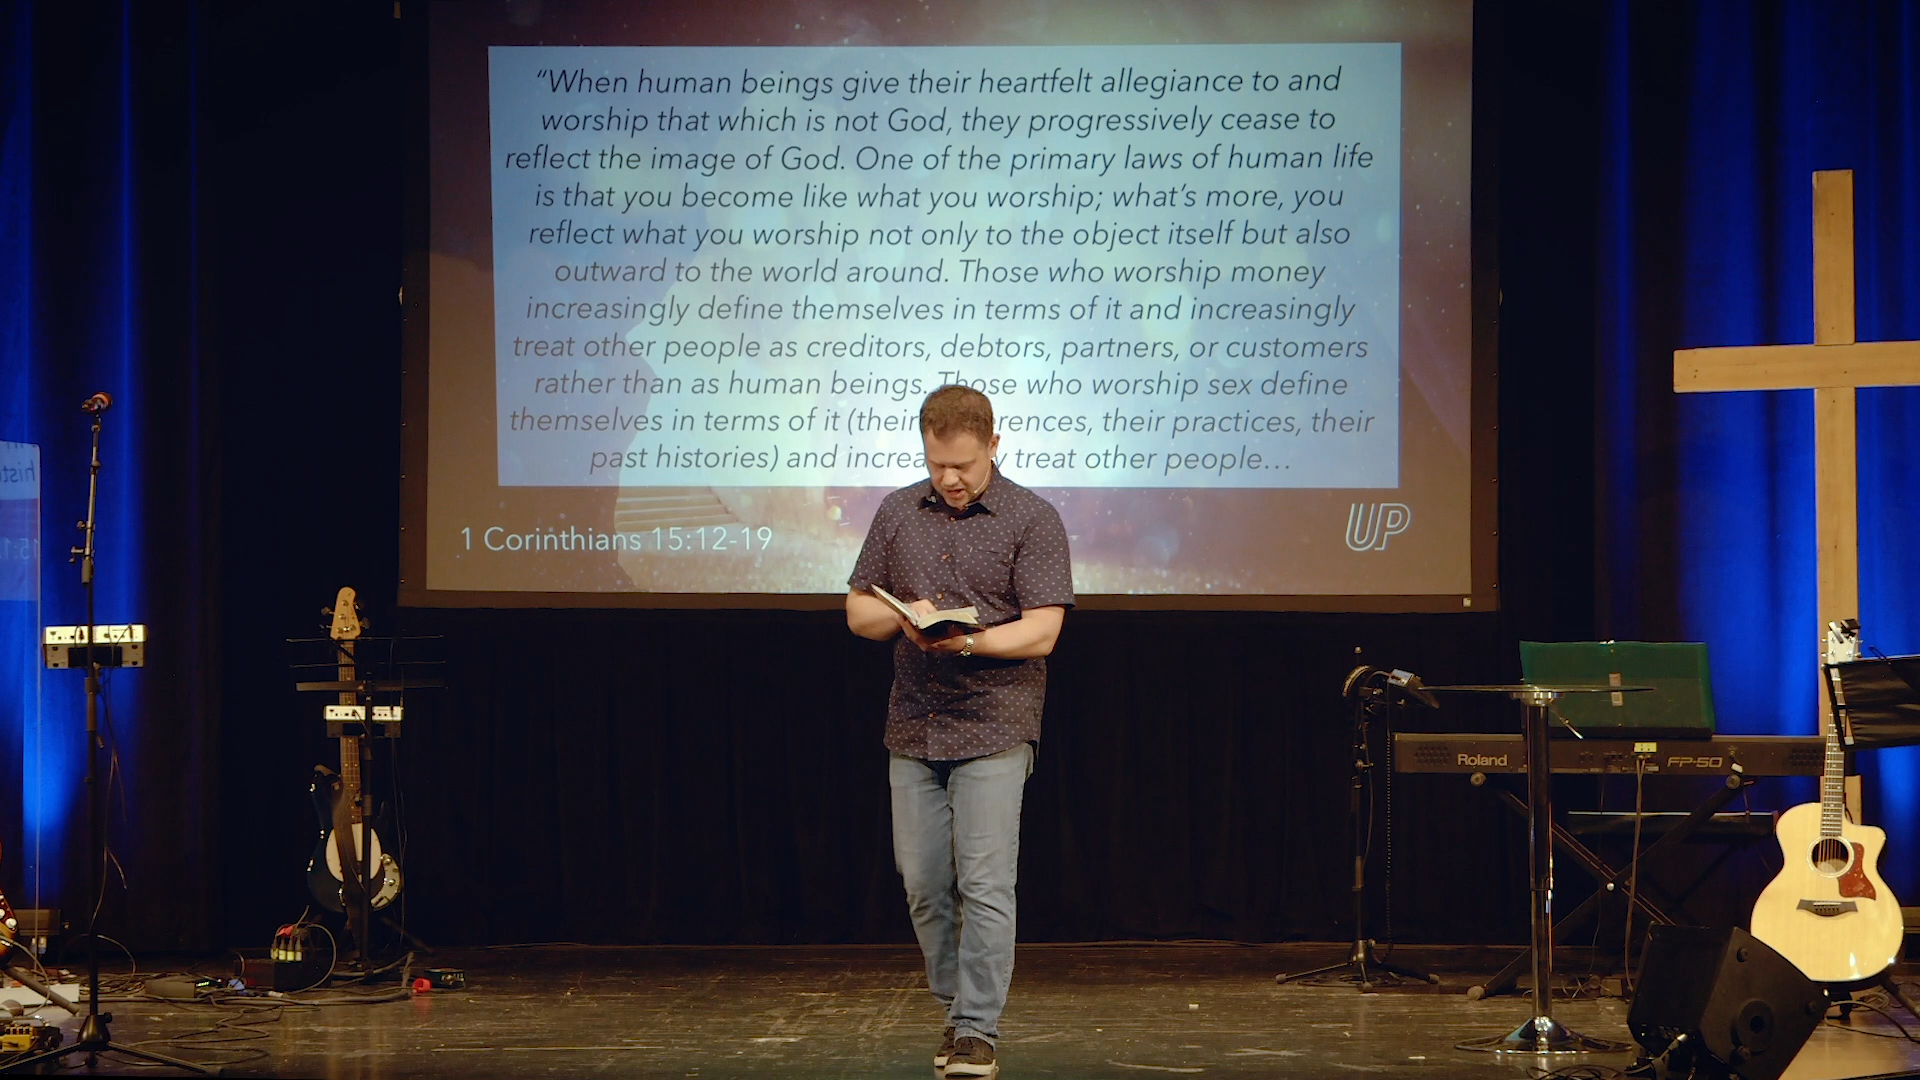 “When human beings give their heartfelt allegiance to and
worship that which is not God, they progressively cease to
reflect the image of God. One of the primary laws of human life
is that you become like what you worship; what’s more, you
reflect what you worship not only to the object itself but also
outward to the world around. Those who worship money
increasingly define themselves in terms of it and increasingly
treat other people as creditors, debtors, partners, or customers
rather than as human beings. Those who worship sex define
themselves in terms of it (their practices, their
past histories) and treat other people…
1 Corinthians 15:12-19
UP
Roland
FP-50